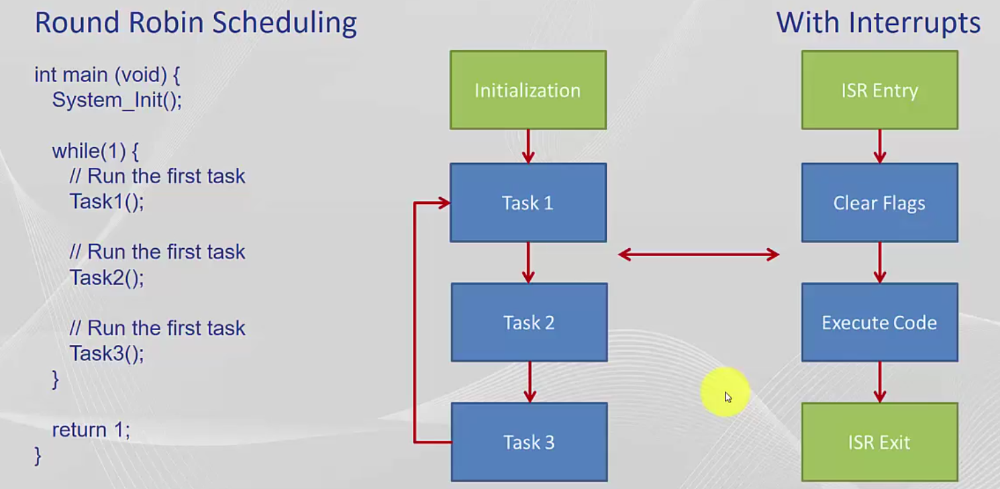 Round Robin Scheduling
With Interrupts
int main (void) {
System_Init();
while(1) {
// Run the first task
Task1();
// Run the first task
Task2();
// Run the first task
Task3();
}
return 1;
}
Initialization
Task 1
Task 2
Task 3
ISR Entry
Clear Flags
Execute Code
ISR Exit